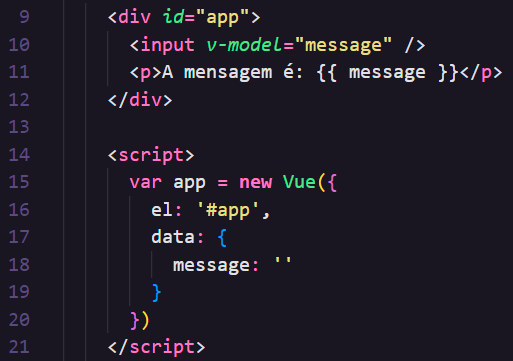 9 <div id="app">
10 <input v-model="message" />
11 <p>A mensagem é: {{ message }}</p>
12 </div>
13
14 <script>
15 var app = new Vue({
16 el: '#app',
17 data: {
18 message: ''
19 }
20 })
21 </script>